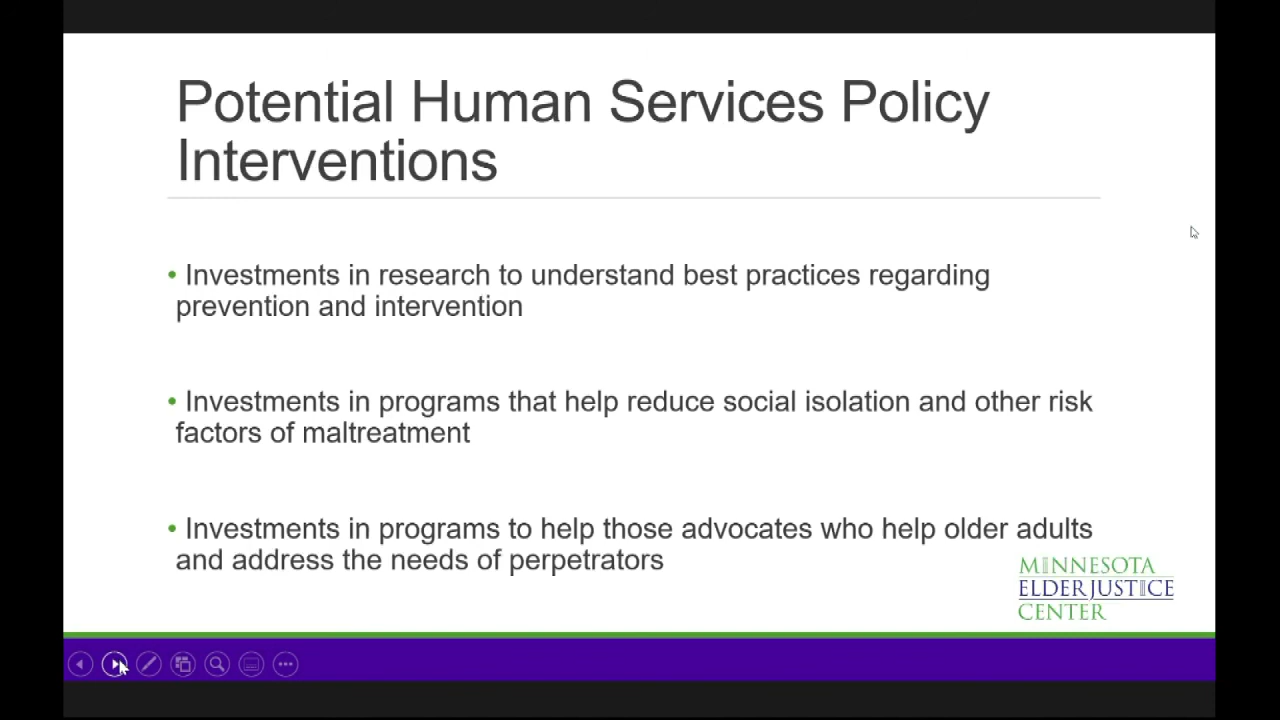 Potential Human Services Policy
Interventions
• Investments in research to understand best practices regarding
prevention and intervention
• Investments in programs that help reduce social isolation and other risk
factors of maltreatment
• Investments in programs to help those advocates who help older adults
and address the needs of perpetrators
MINNESOTA
ELDER JUSTICE
CENTER